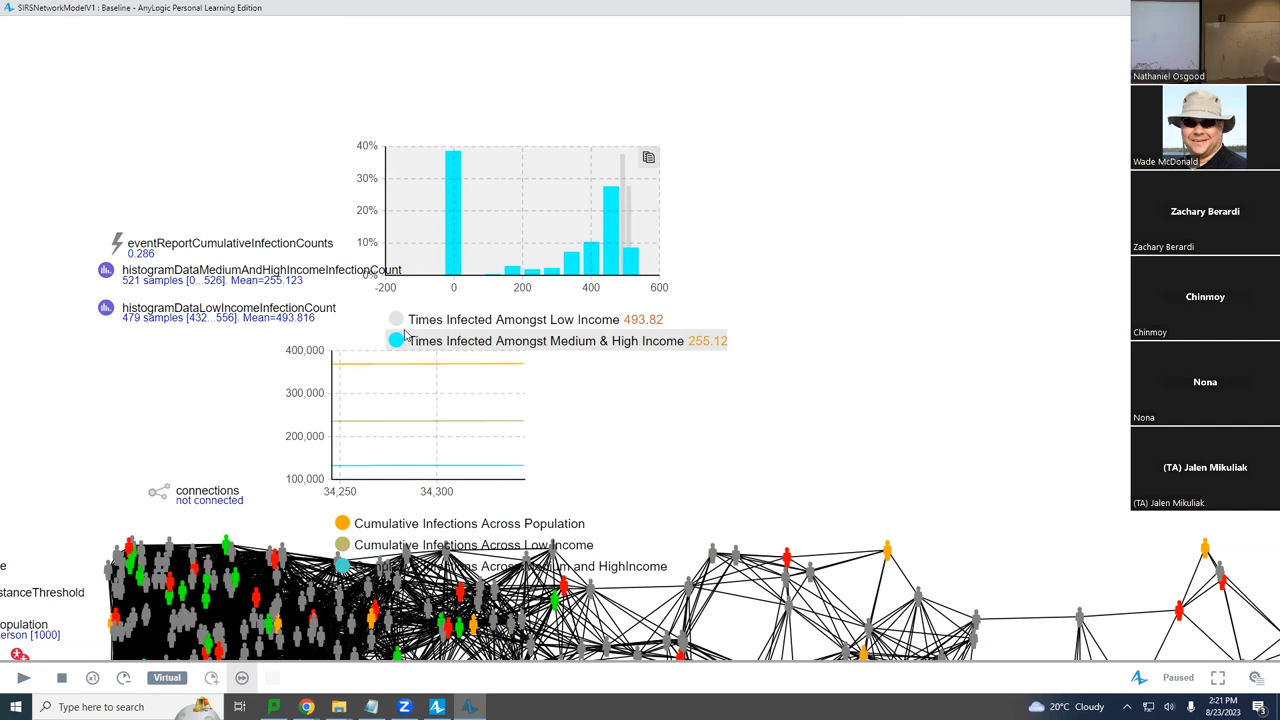 SIRSNetworkModelV1 : Baseline - AnyLogic Personal Learning Edition
40%
30%
20%
10%
0%
-200 0 200 400 600
eventReportCumulativeInfectionCounts
0.286
histogramDataMediumAndHighIncomeInfectionCount
521 samples [0...526]. Mean=255.123
histogramDataLowIncomeInfectionCount
479 samples [432...556]. Mean=493.816
Times Infected Amongst Low Income 493.82
Times Infected Amongst Medium & High Income 255.12
400,000
300,000
200,000
100,000
34,250 34,300
connections
not connected
Cumulative Infections Across Population
Cumulative Infections Across Low Income
Across Medium and HighIncome
e
stanceThreshold
opulation
erson [1000]
Virtual
Paused
Nathaniel Osgood
Wade McDonald
Zachary Berardi
Zachary Berardi
Chinmoy
Chinmoy
Nona
Nona
(TA) Jalen Mikuliak
(TA) Jalen Mikuliak
Type here to search
20°C Cloudy
2:21 PM
8/23/2023
3